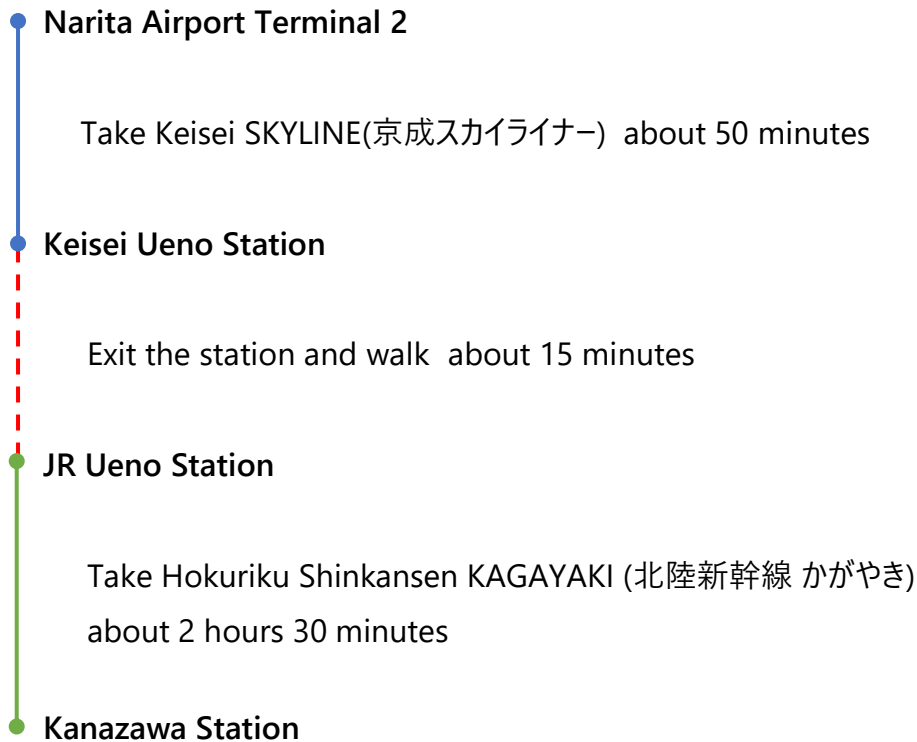 Narita Airport Terminal 2
Take Keisei SKYLINE(京成スカイライナー) about 50 minutes
Keisei Ueno Station
Exit the station and walk about 15 minutes
JR Ueno Station
Take Hokuriku Shinkansen KAGAYAKI (北陸新幹線 かがやき)
about 2 hours 30 minutes
Kanazawa Station